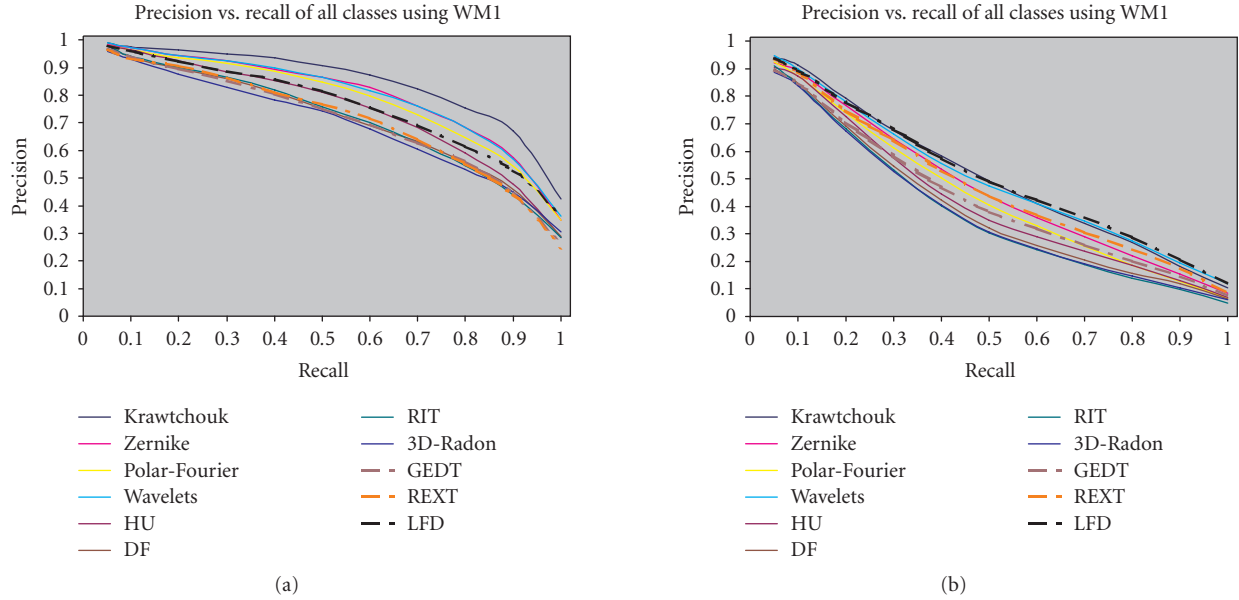 Precision vs. recall of all classes using WM1
1
0.9
0.8
0.7
0.6
0.5
0.4
0.3
0.2
0.1
0
Precision
0 0.1 0.2 0.3 0.4 0.5 0.6 0.7 0.8 0.9 1
Recall
Krawtchouk
Zernike
Polar-Fourier
Wavelets
HU
DF
RIT
3D-Radon
GEDT
REXT
LFD
(a)
Precision vs. recall of all classes using WM1
1
0.9
0.8
0.7
0.6
0.5
0.4
0.3
0.2
0.1
0
Precision
0 0.1 0.2 0.3 0.4 0.5 0.6 0.7 0.8 0.9 1
Recall
Krawtchouk
Zernike
Polar-Fourier
Wavelets
HU
DF
RIT
3D-Radon
GEDT
REXT
LFD
(b)